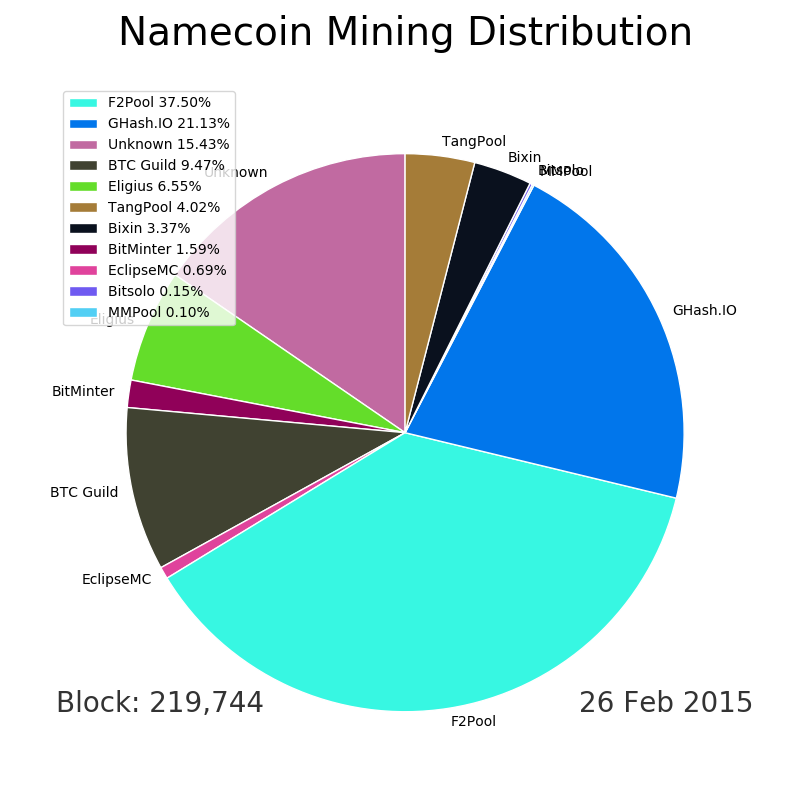 Namecoin Mining Distribution
F2Pool 37.50%
GHash.IO 21.13%
Unknown 15.43%
BTC Guild 9.47%
Eligius 6.55%
TangPool 4.02%
Bixin 3.37%
BitMinter 1.59%
EclipseMC 0.69%
Bitsolo 0.15%
MMPool 0.10%
TangPool
Bixin
Bitsolo
MMPool
Unknown
GHash.IO
Eligius
BitMinter
BTC Guild
EclipseMC
Block: 219,744
26 Feb 2015
F2Pool